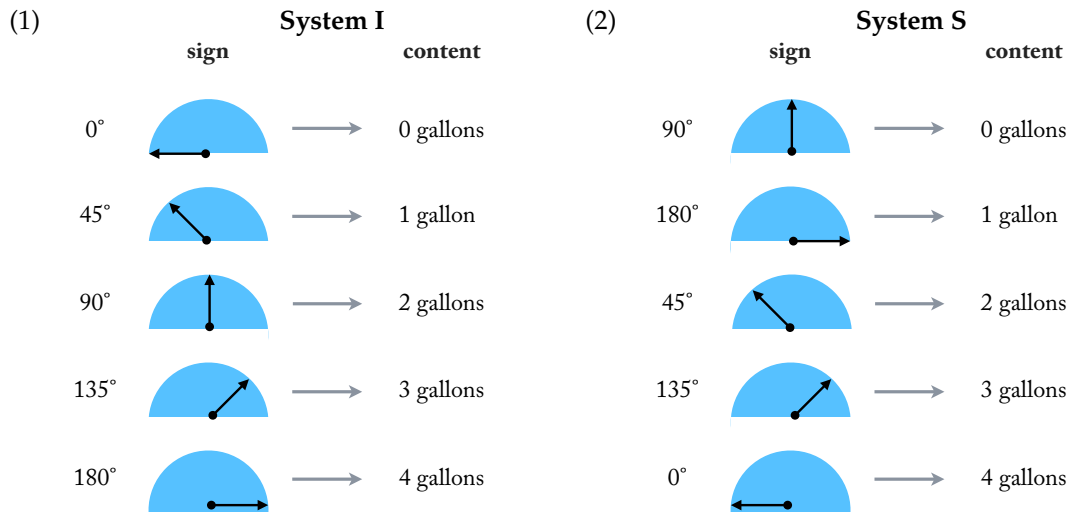 (1) System I
sign content
0° 0 gallons
45° 1 gallon
90° 2 gallons
135° 3 gallons
180° 4 gallons
(2) System S
sign content
90° 0 gallons
180° 1 gallon
45° 2 gallons
135° 3 gallons
0° 4 gallons